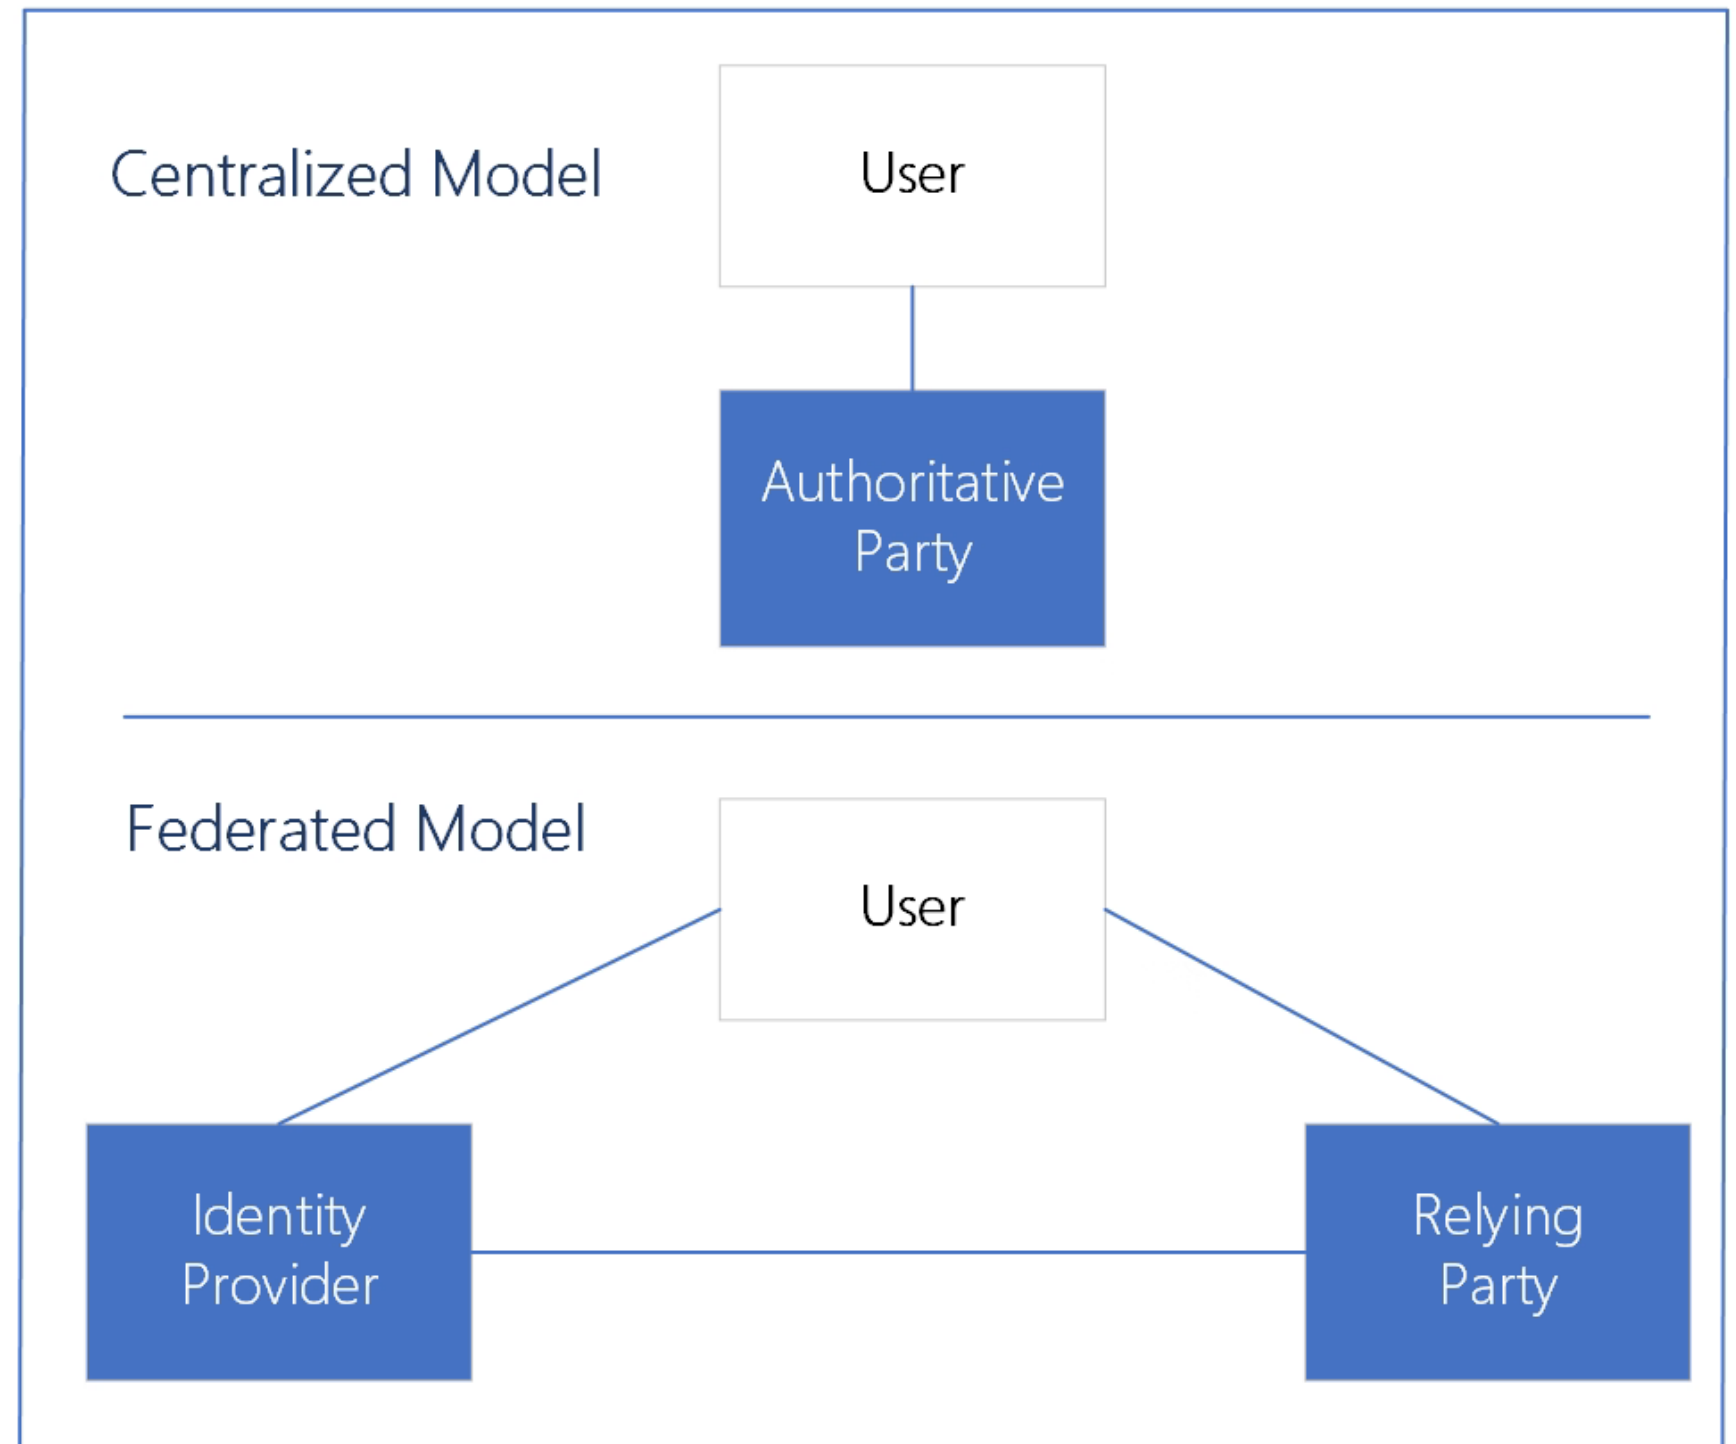 Centralized Model
User
Authoritative
Party
Federated Model
User
Identity
Provider
Relying
Party